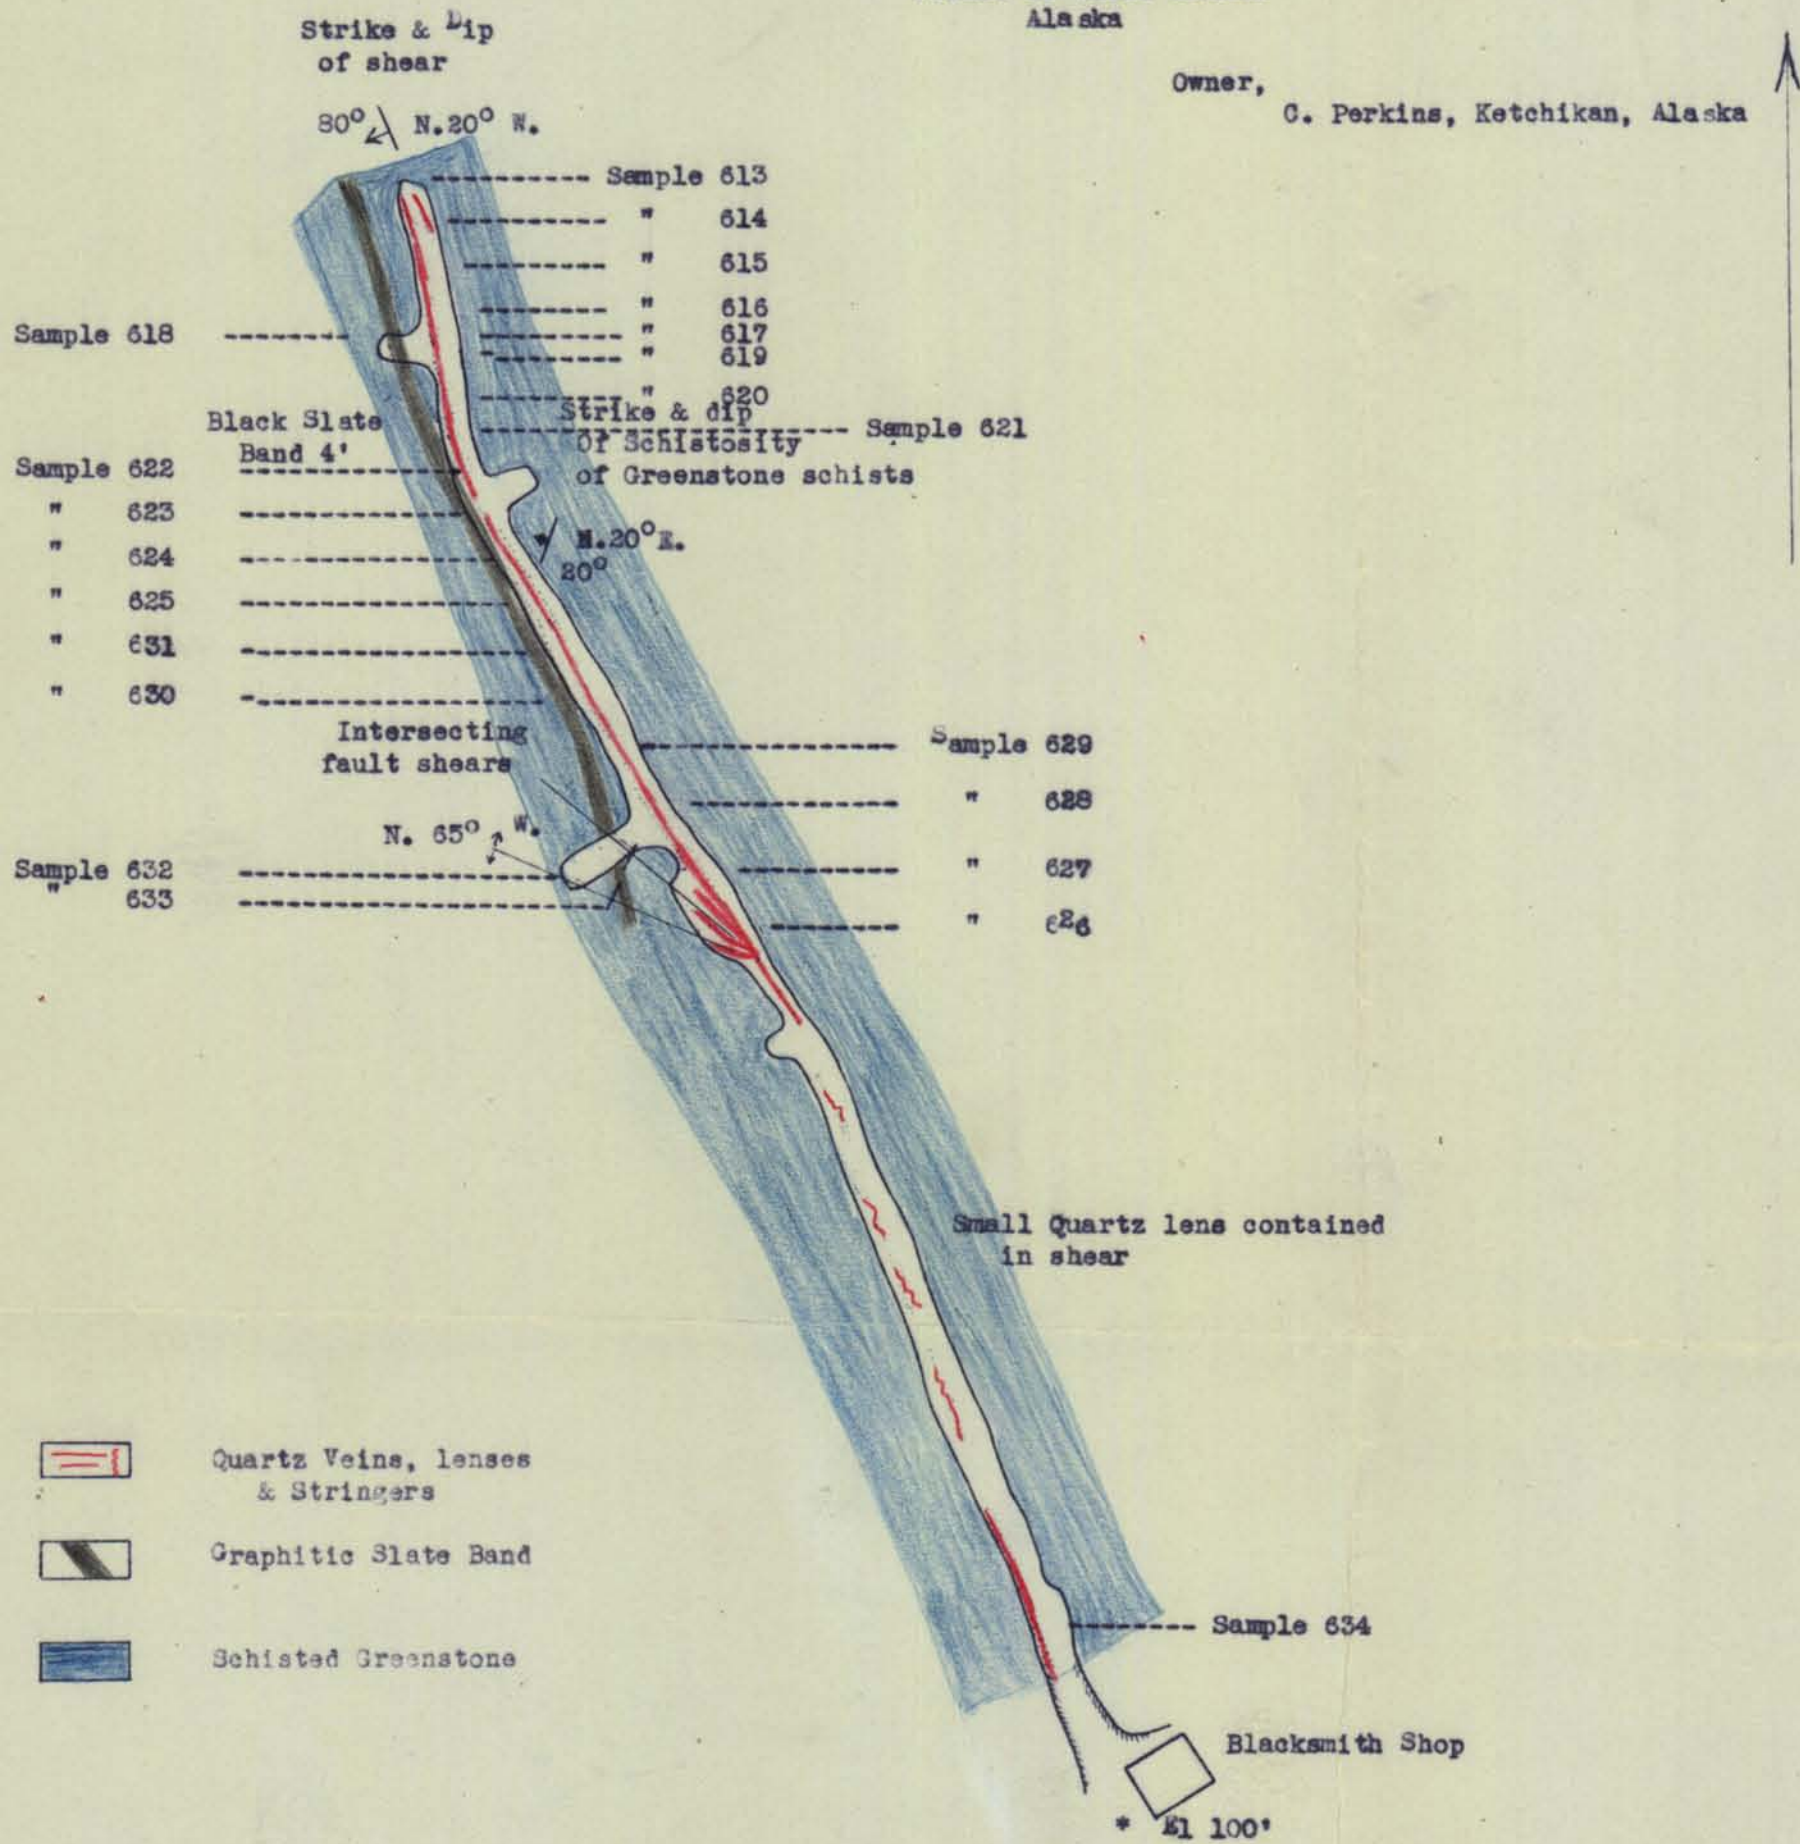 Alaska
Strike & Dip
of shear
Owner,
C. Perkins, Ketchikan, Alaska
80° N.20° W.
Sample 613
" 614
" 615
" 616
" 617
" 619
" 620
Sample 618
Strike & dip
Of Schistosity
of Greenstone schists
Sample 621
Black Slate
Band 4'
Sample 622
" 623
" 624
" 625
" 631
" 630
N.20°E.
20°
Intersecting
fault shears
Sample 629
" 628
" 627
" 626
N. 65° W.
Sample 632
" 633
Small Quartz lens contained
in shear
Quartz Veins, lenses
& Stringers
Graphitic Slate Band
Schisted Greenstone
Sample 634
Blacksmith Shop
* El 100'